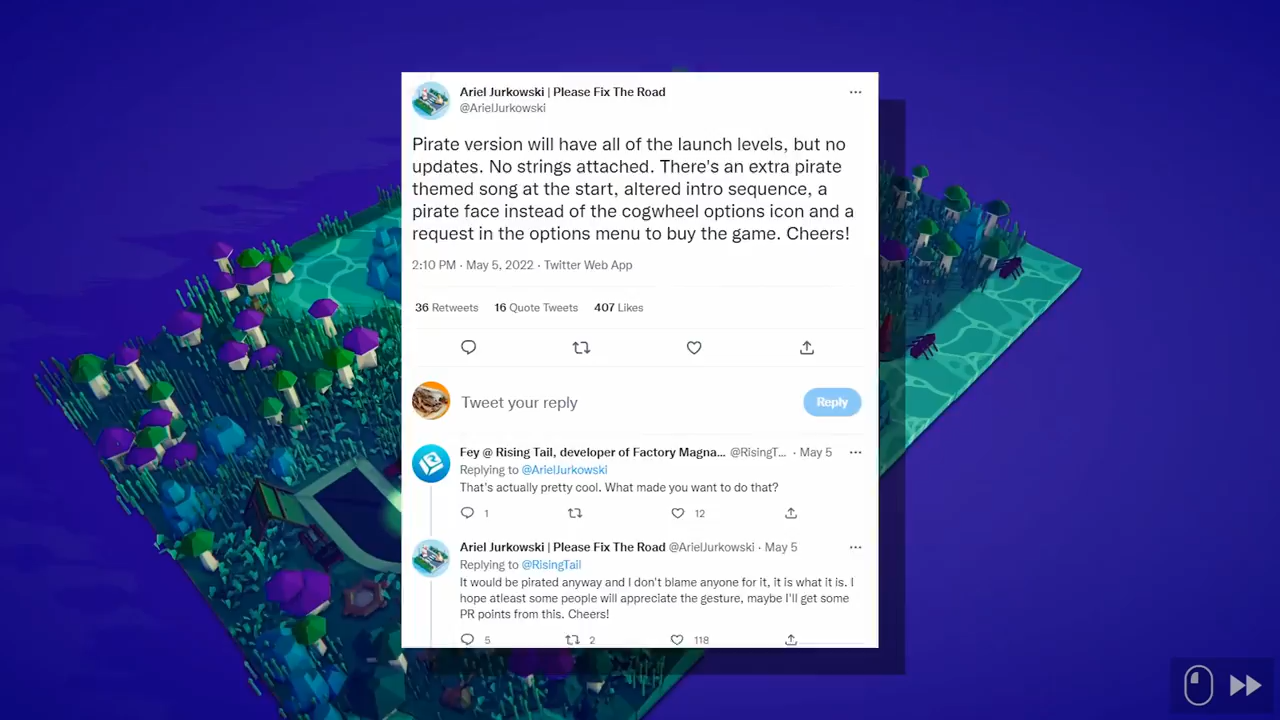 Ariel Jurkowski | Please Fix The Road
@ArielJurkowski
Pirate version will have all of the launch levels, but no
updates. No strings attached. There's an extra pirate
themed song at the start, altered intro sequence, a
pirate face instead of the cogwheel options icon and a
request in the options menu to buy the game. Cheers!
2:10 PM · May 5, 2022 · Twitter Web App
36 Retweets 16 Quote Tweets 407 Likes
Tweet your reply
Reply
Fey @ Rising Tail, developer of Factory Magna... @RisingT... · May 5
Replying to @ArielJurkowski
That's actually pretty cool. What made you want to do that?
1 12
Ariel Jurkowski | Please Fix The Road @ArielJurkowski · May 5
Replying to @RisingTail
It would be pirated anyway and I don't blame anyone for it, it is what it is. I
hope atleast some people will appreciate the gesture, maybe I'll get some
PR points from this. Cheers!
5 2 118